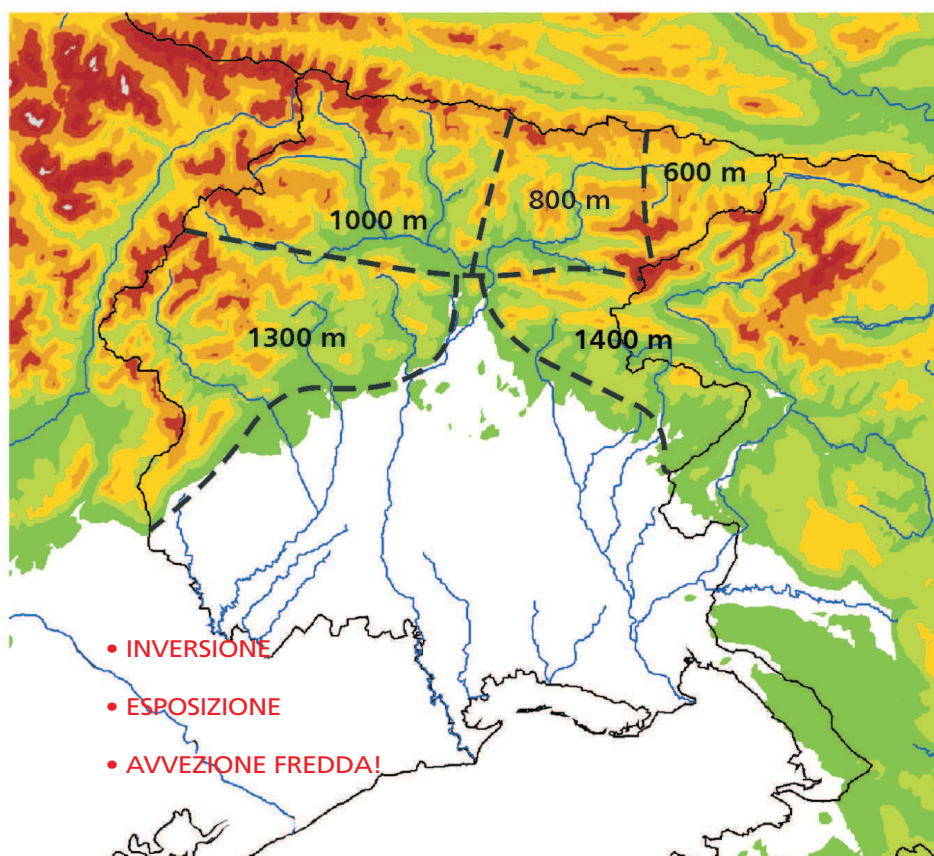 600 m
800 m
1000 m
1300 m
1400 m
• INVERSIONE
• ESPOSIZIONE
• AVVEZIONE FREDDA!